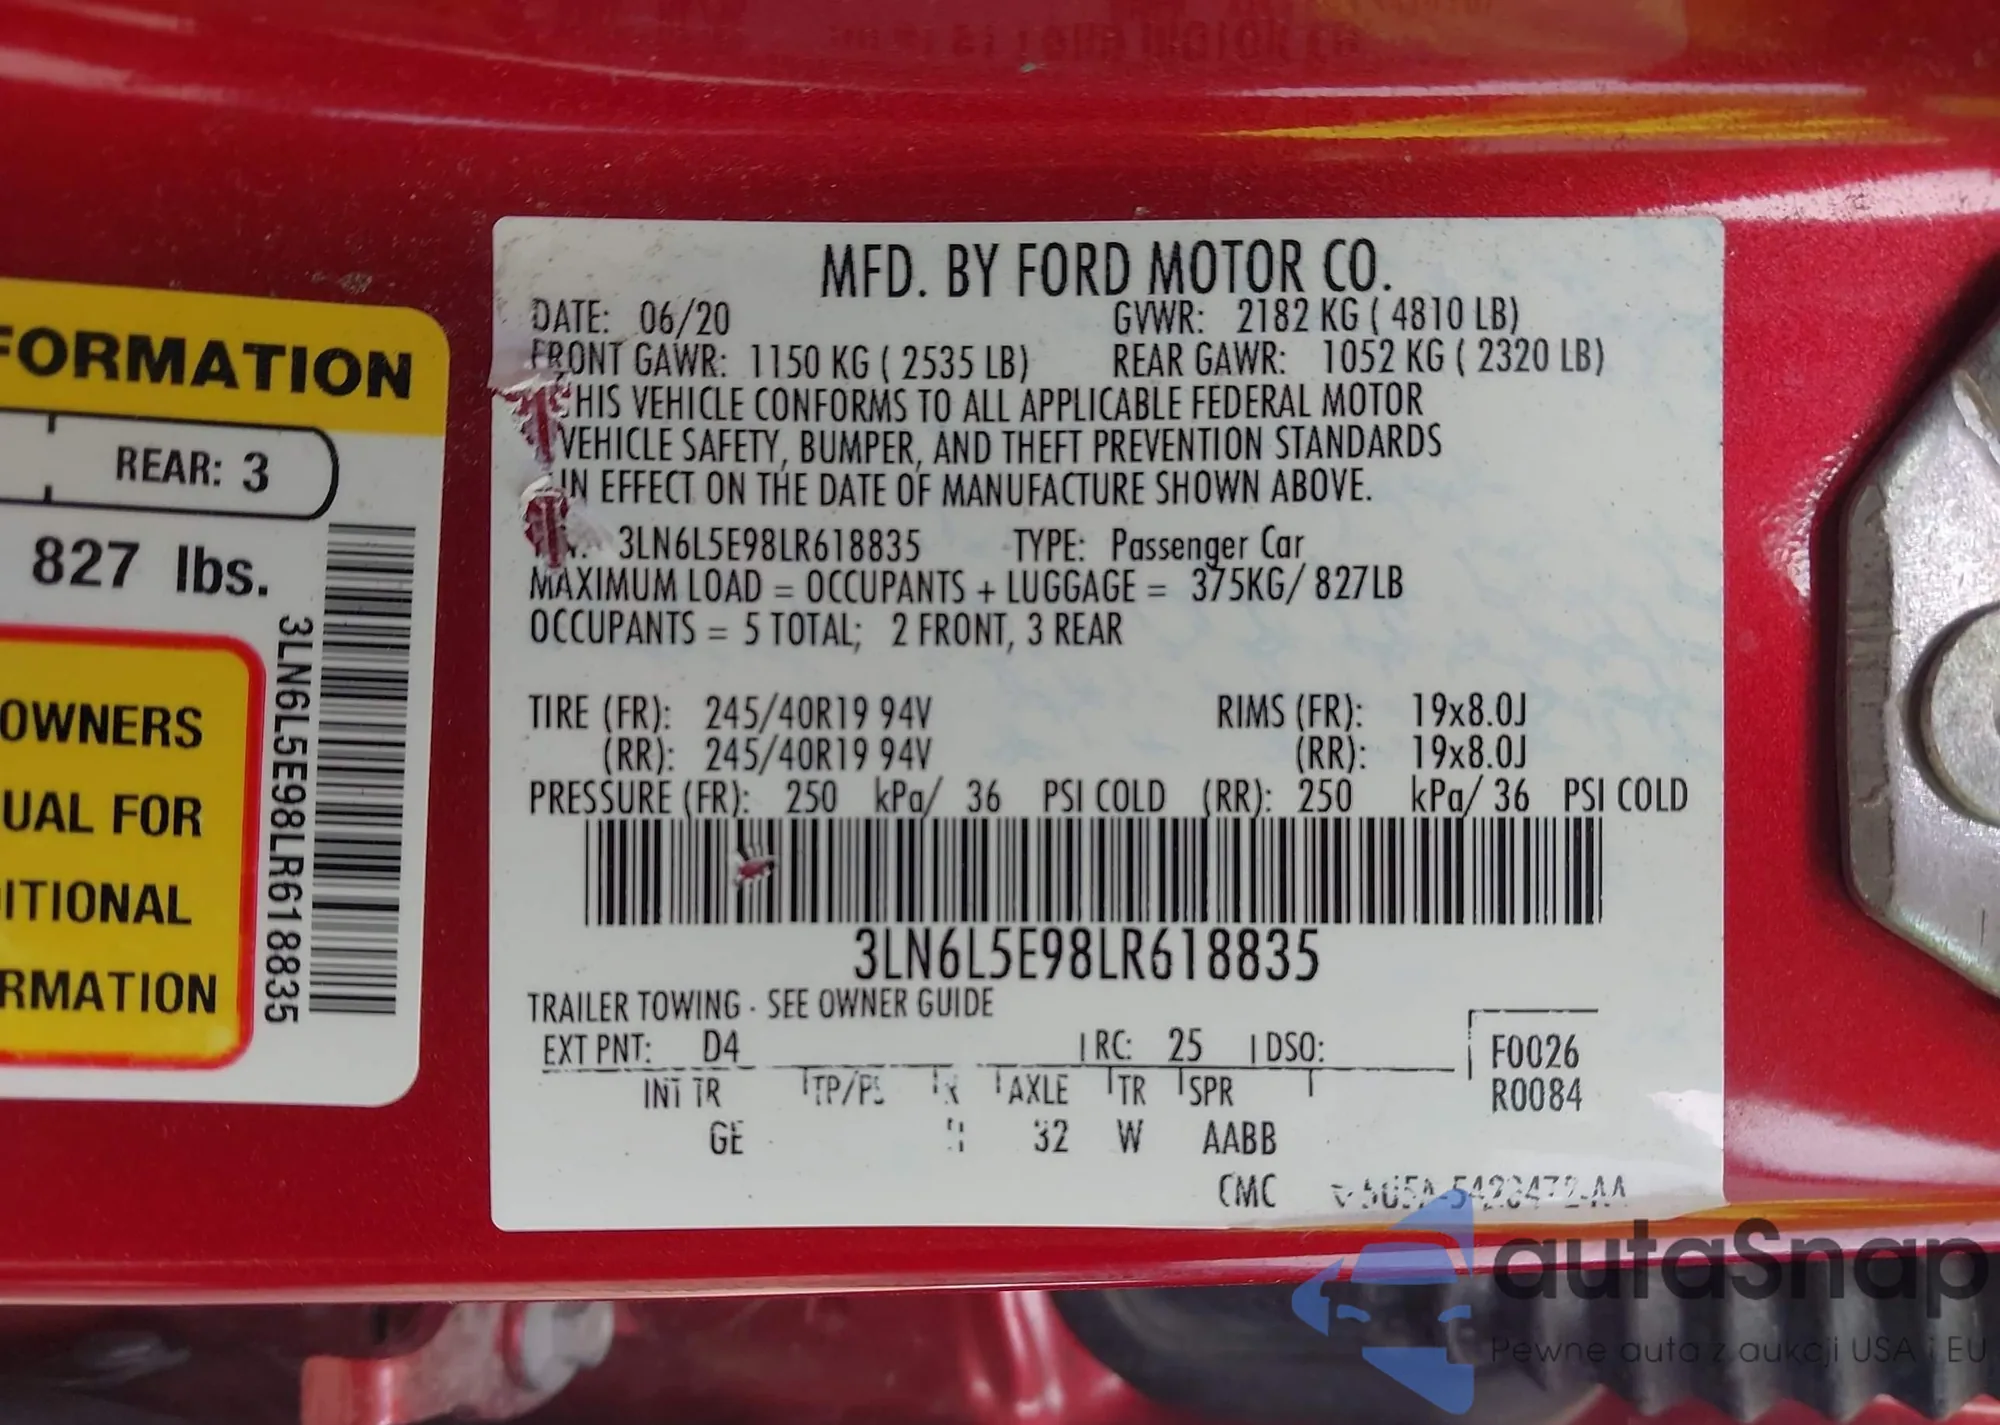 FORMATION
REAR: 3
827 lbs.
OWNERS
UAL FOR
ITIONAL
RMATION
3LN6L5E98LR618835
MFD. BY FORD MOTOR CO.
DATE: 06/20 GVWR: 2182 KG ( 4810 LB)
FRONT GAWR: 1150 KG ( 2535 LB) REAR GAWR: 1052 KG ( 2320 LB)
THIS VEHICLE CONFORMS TO ALL APPLICABLE FEDERAL MOTOR
VEHICLE SAFETY, BUMPER, AND THEFT PREVENTION STANDARDS
IN EFFECT ON THE DATE OF MANUFACTURE SHOWN ABOVE.
3LN6L5E98LR618835 TYPE: Passenger Car
MAXIMUM LOAD = OCCUPANTS + LUGGAGE = 375KG/ 827LB
OCCUPANTS = 5 TOTAL; 2 FRONT, 3 REAR
TIRE (FR): 245/40R19 94V RIMS (FR): 19x8.0J
(RR): 245/40R19 94V (RR): 19x8.0J
PRESSURE (FR): 250 kPa/ 36 PSI COLD (RR): 250 kPa/ 36 PSI COLD
3LN6L5E98LR618835
TRAILER TOWING - SEE OWNER GUIDE
EXT PNT: D4 RC: 25 DSO: F0026
INT TR TP/PS AXLE TR SPR R0084
GE 32 W AABB
CMC
autaSnap
Pewne auta z aukcji USA i EU